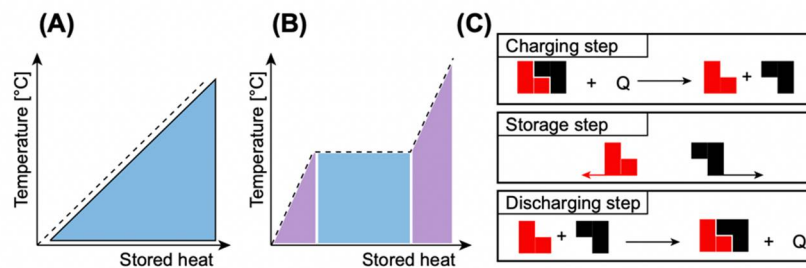 (A)
Temperature [°C]
Stored heat
(B)
Temperature [°C]
Stored heat
(C)
Charging step
+ Q +
Storage step
Discharging step
+ + Q